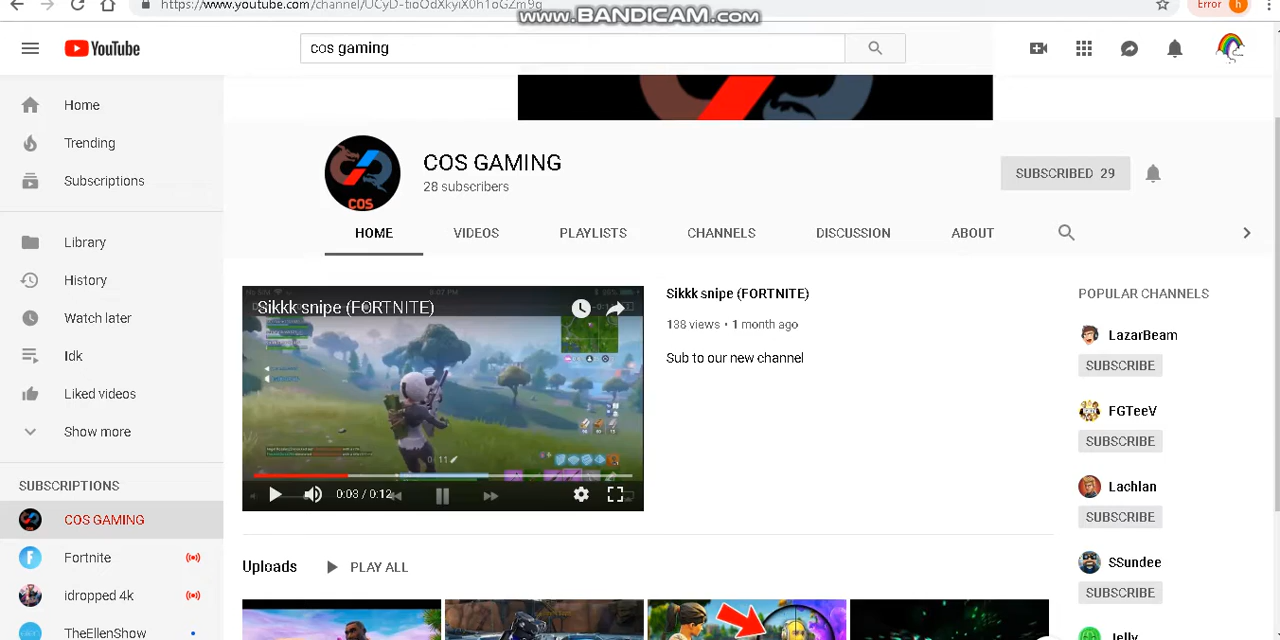 https://www.youtube.com/channel/UCyD-tioOdXkyiX0h1oGZm9g
www.BANDICAM.com
Error
h
YouTube
cos gaming
Home
Trending
Subscriptions
Library
History
Watch later
Idk
Liked videos
Show more
SUBSCRIPTIONS
COS GAMING
Fortnite
idropped 4k
TheEllenShow
COS
COS GAMING
28 subscribers
SUBSCRIBED 29
HOME VIDEOS PLAYLISTS CHANNELS DISCUSSION ABOUT
Sikkk snipe (FORTNITE)
0:11
0:03 / 0:12
Sikkk snipe (FORTNITE)
138 views • 1 month ago
Sub to our new channel
Uploads PLAY ALL
POPULAR CHANNELS
LazarBeam
SUBSCRIBE
FGTeeV
SUBSCRIBE
Lachlan
SUBSCRIBE
SSundee
SUBSCRIBE
Jelly